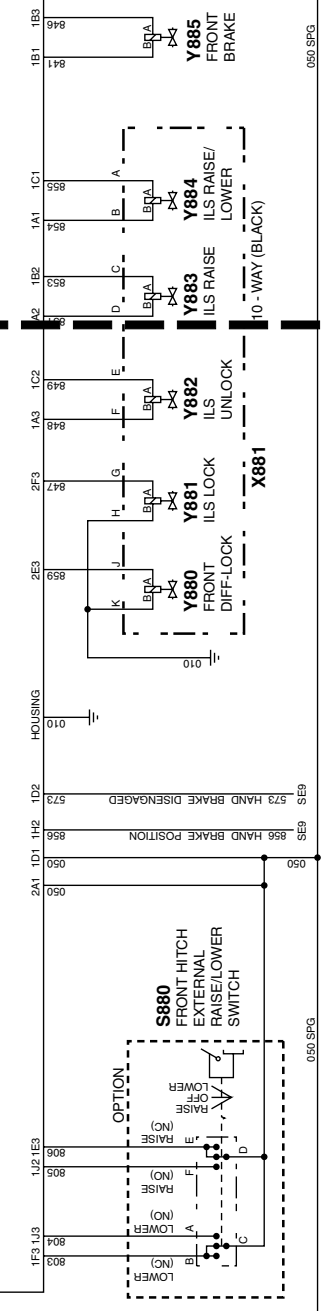 1F3 1J3 1J2 1E3 2A1 1D1 1H2 1D2 HOUSING 2E3 2F3 1A3 1C2 A2 1B2 1A1 1C1 1B1 1B3
803 804 805 806 050 050 856 573 010 859 847 848 849 853 854 855 841 846
OPTION
LOWER
(NC)
LOWER
(NO)
RAISE
(NO)
RAISE
(NC)
B A F E
C D
RAISE
OFF
LOWER
S880
FRONT HITCH
EXTERNAL
RAISE/LOWER
SWITCH
856 HAND BRAKE POSITION
SE9
573 HAND BRAKE DISENGAGED 573
SE9
050
050 SPG
010
K J H G F E D C B A
B A
Y880
FRONT
DIFF-LOCK
B A
Y881
ILS LOCK
B A
Y882
ILS
UNLOCK
B A
Y883
ILS RAISE
B A
Y884
ILS RAISE/
LOWER
B A
Y885
FRONT
BRAKE
X881
10 - WAY (BLACK)
050 SPG